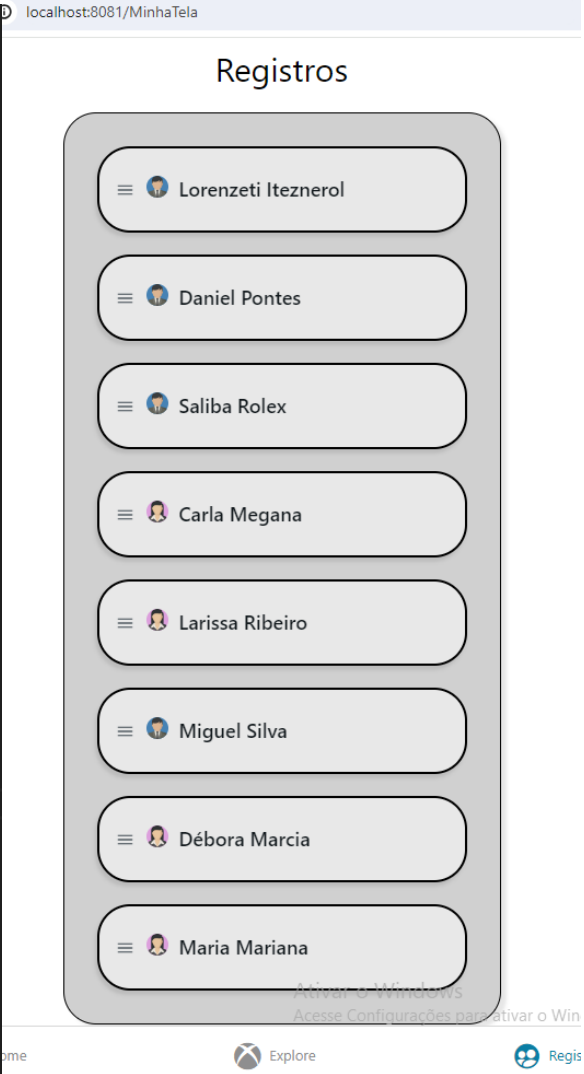 localhost:8081/MinhaTela
Registros
Lorenzeti Iteznerol
Daniel Pontes
Saliba Rolex
Carla Megana
Larissa Ribeiro
Miguel Silva
Débora Marcia
Maria Mariana
Ativar o Windows
Acesse Configurações para ativar o Win
ome
Explore
Regis